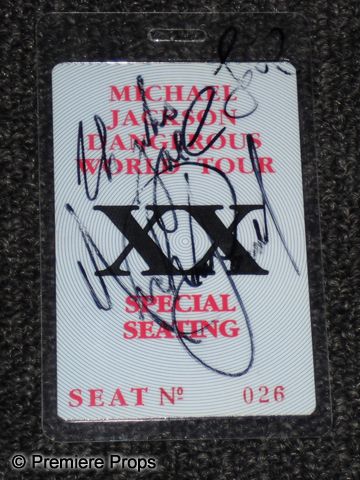 MICHAEL
JACKSON
DANGEROUS
WORLD TOUR
XX
SPECIAL
SEATING
SEAT Nº 026
© Premiere Props